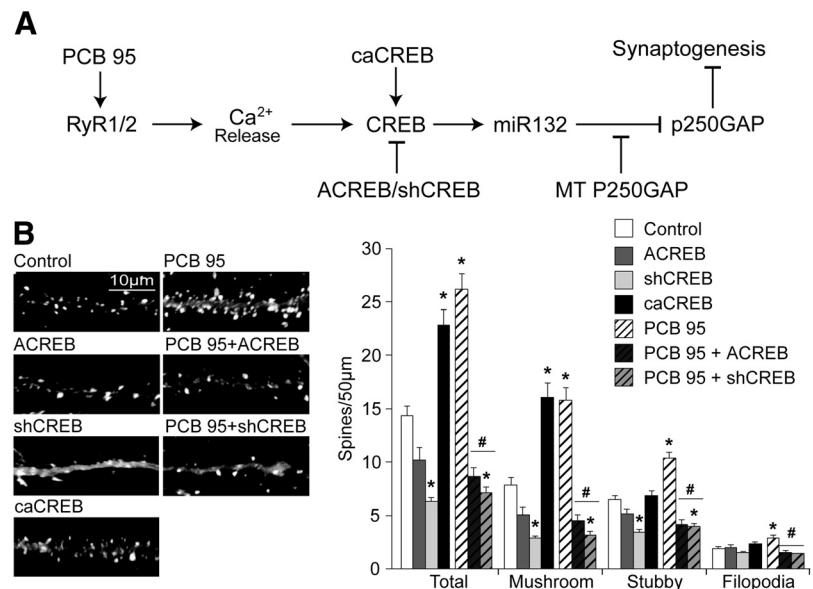 A
PCB 95
caCREB
Synaptogenesis
RyR1/2
Ca2+
Release
CREB
miR132
p250GAP
ACREB/shCREB
MT P250GAP
B
Control
PCB 95
10µm
ACREB
PCB 95+ACREB
shCREB
PCB 95+shCREB
caCREB
Spines/50µm
30
25
20
15
10
5
0
Control
ACREB
shCREB
caCREB
PCB 95
PCB 95 + ACREB
PCB 95 + shCREB
* * * # *
* * * # *
* * # *
* #
Total
Mushroom
Stubby
Filopodia